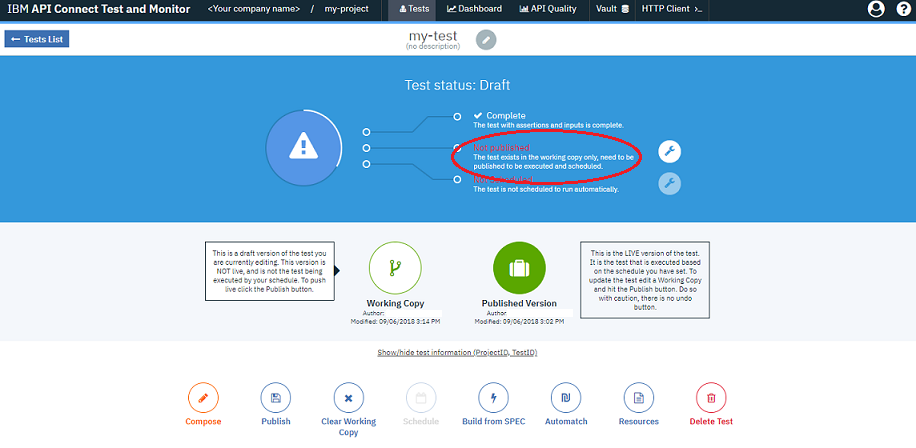 IBM API Connect Test and Monitor <Your company name> / my-project Tests Dashboard API Quality Vault HTTP Client >_ ?
← Tests List
my-test
(no description)
Test status: Draft
Complete
The test with assertions and inputs is complete.
Not published
The test exists in the working copy only, need to be
published to be executed and scheduled.
Not scheduled
The test is not scheduled to run automatically.
This is a draft version of the test you
are currently editing. This version is
NOT live, and is not the test being
executed by your schedule. To push
live click the Publish button.
Working Copy
Author:
Modified: 09/06/2018 3:14 PM
Published Version
Author:
Modified: 09/06/2018 3:02 PM
This is the LIVE version of the test.
It is the test that is executed based
on the schedule you have set. To
update the test edit a Working Copy
and hit the Publish button. Do so
with caution, there is no undo
button.
Show/hide test information (ProjectID, TestID)
Compose
Publish
Clear Working
Copy
Schedule
Build from SPEC
Automatch
Resources
Delete Test